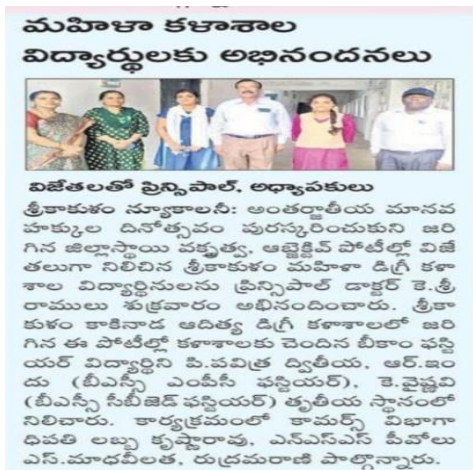 మహిళా కళాశాల
విద్యార్థులకు అభినందనలు
విజేతలతో ప్రిన్సిపాల్, అధ్యాపకులు
శ్రీకాకుళం న్యూకాలనీ: అంతర్జాతీయ మానవ
హక్కుల దినోత్సవం పురస్కరించుకుని జరి
గిన జిల్లాస్థాయి వక్తృత్వ, ఆబ్జెక్టివ్ పోటీల్లో విజే
తలుగా నిలిచిన శ్రీకాకుళం మహిళా డిగ్రీ కళా
శాల విద్యార్థినులను ప్రిన్సిపాల్ డాక్టర్ కె.శ్రీ
రాములు శుక్రవారం అభినందించారు. శ్రీకా
కుళం కాకినాడ ఆదిత్య డిగ్రీ కళాశాలలో జరి
గిన ఈ పోటీల్లో కళాశాలకు చెందిన బీకాం ఫస్టి
యర్ విద్యార్థిని పి.పవిత్ర ద్వితీయ, ఆర్.ఇం
దు (బీఎస్సీ ఎంపీసీ ఫస్టియర్), కె.వైష్ణవి
(బీఎస్సీ సీబీజెడ్ ఫస్టియర్) తృతీయ స్థానంలో
నిలిచారు. కార్యక్రమంలో కామర్స్ విభాగా
ధిపతి లబ్బు కృష్ణారావు, ఎన్ఎస్ఎస్ పీవోలు
ఎస్.మాధవీలత, రుద్రమరాణి పాల్గొన్నారు.